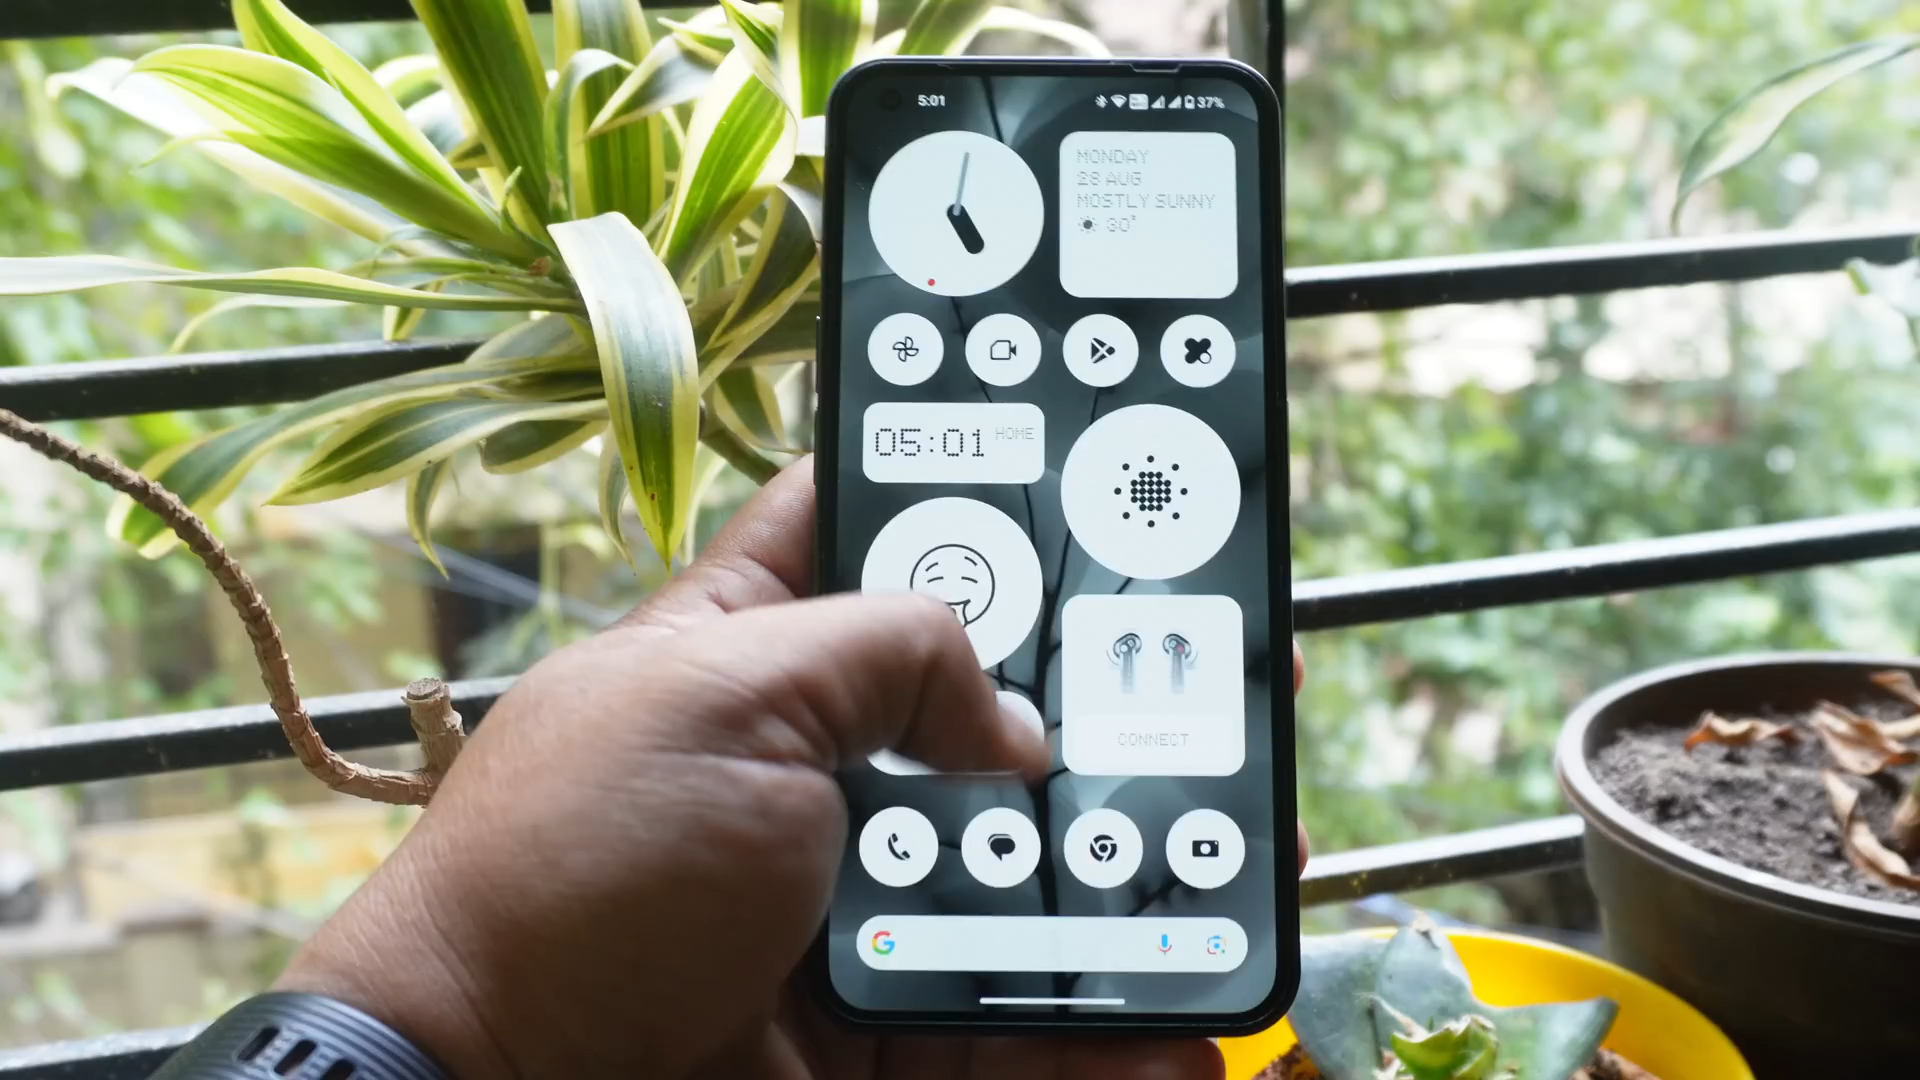 5:01
37%
MONDAY
28 AUG
MOSTLY SUNNY
30°
05:01 HOME
CONNECT
G